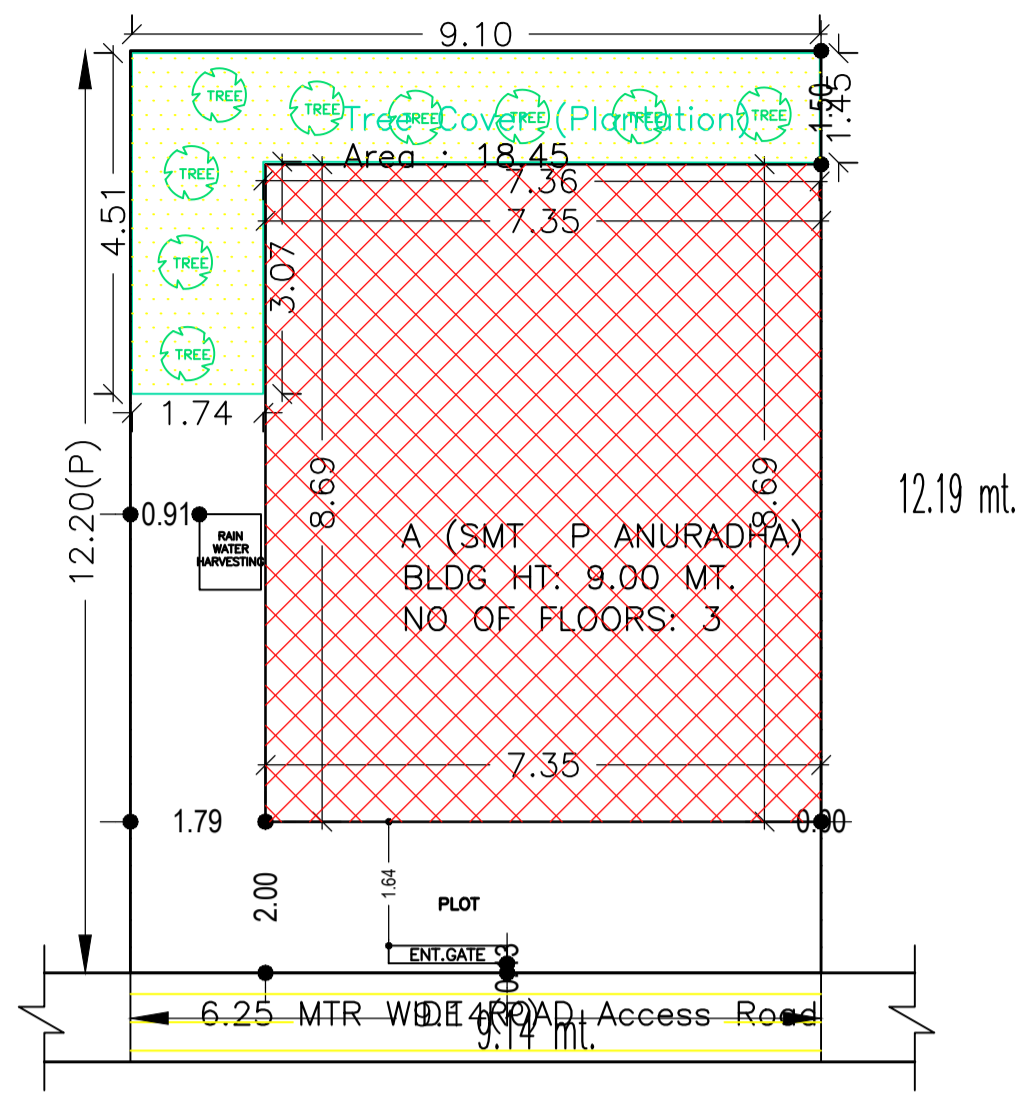 9.10
TREE
TREE
TREE
TREE
TREE
TREE
Tree Cover (Plantation)
1.50
1.45
Area : 18.45
7.36
TREE
7.35
4.51
3.07
TREE
TREE
1.74
12.20(P)
8.69
8.69
12.19 mt.
0.91
RAIN
WATER
HARVESTING
A (SMT P ANURADHA)
BLDG HT: 9.00 MT.
NO OF FLOORS: 3
7.35
1.79
0.00
2.00
1.64
PLOT
ENT.GATE
6.25 MTR WIDE ROAD Access Road
9.14(P)
9.14 mt.